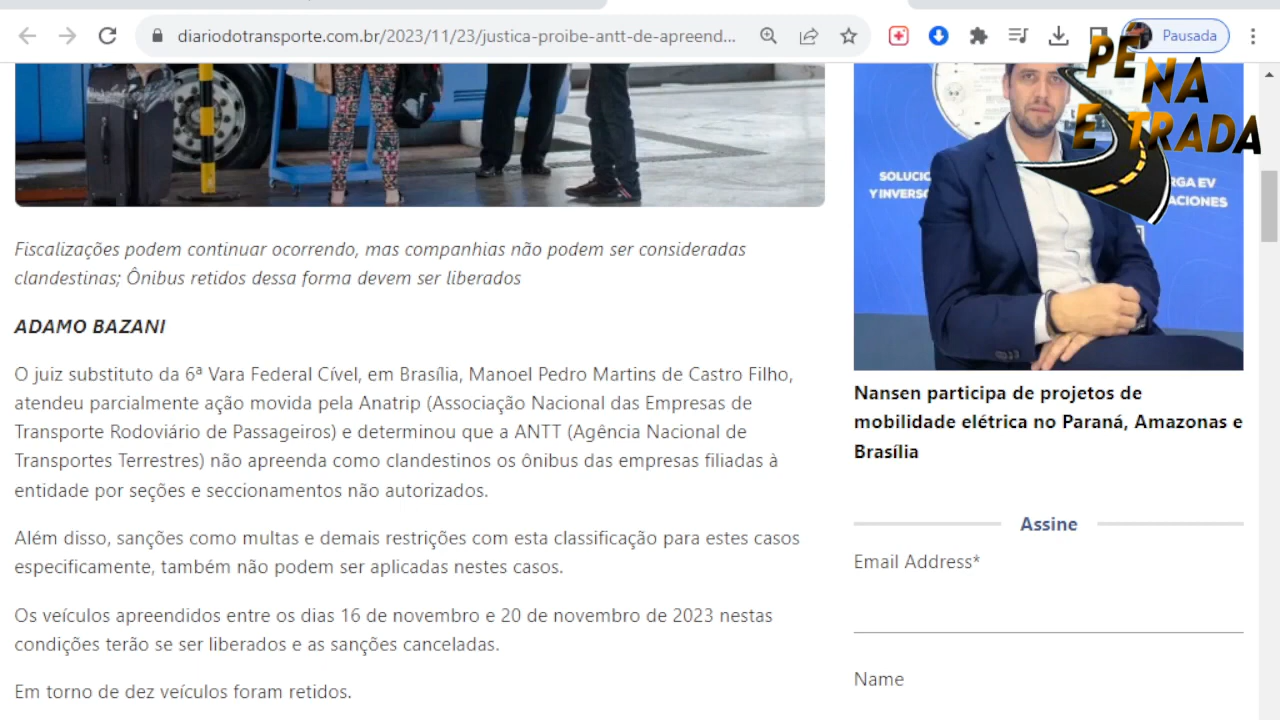 diariodotransporte.com.br/2023/11/23/justica-proibe-antt-de-apreend...
Pausada
PÉ
NA
E TRADA
SOLUCIO
Y INVERSO
RGA EV
ACIONES
Fiscalizações podem continuar ocorrendo, mas companhias não podem ser consideradas
clandestinas; Ônibus retidos dessa forma devem ser liberados
ADAMO BAZANI
O juiz substituto da 6ª Vara Federal Cível, em Brasília, Manoel Pedro Martins de Castro Filho,
atendeu parcialmente ação movida pela Anatrip (Associação Nacional das Empresas de
Transporte Rodoviário de Passageiros) e determinou que a ANTT (Agência Nacional de
Transportes Terrestres) não apreenda como clandestinos os ônibus das empresas filiadas à
entidade por seções e seccionamentos não autorizados.
Além disso, sanções como multas e demais restrições com esta classificação para estes casos
especificamente, também não podem ser aplicadas nestes casos.
Os veículos apreendidos entre os dias 16 de novembro e 20 de novembro de 2023 nestas
condições terão se ser liberados e as sanções canceladas.
Em torno de dez veículos foram retidos.
Nansen participa de projetos de
mobilidade elétrica no Paraná, Amazonas e
Brasília
Assine
Email Address*
Name